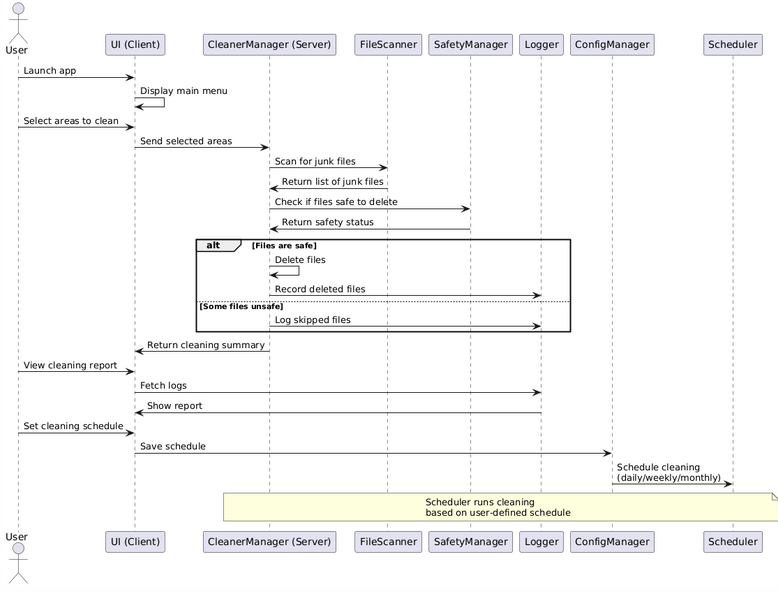 User
UI (Client)
CleanerManager (Server)
FileScanner
SafetyManager
Logger
ConfigManager
Scheduler
Launch app
Display main menu
Select areas to clean
Send selected areas
Scan for junk files
Return list of junk files
Check if files safe to delete
Return safety status
alt
[Files are safe]
Delete files
Record deleted files
[Some files unsafe]
Log skipped files
Return cleaning summary
View cleaning report
Fetch logs
Show report
Set cleaning schedule
Save schedule
Schedule cleaning
(daily/weekly/monthly)
Scheduler runs cleaning
based on user-defined schedule
User
UI (Client)
CleanerManager (Server)
FileScanner
SafetyManager
Logger
ConfigManager
Scheduler